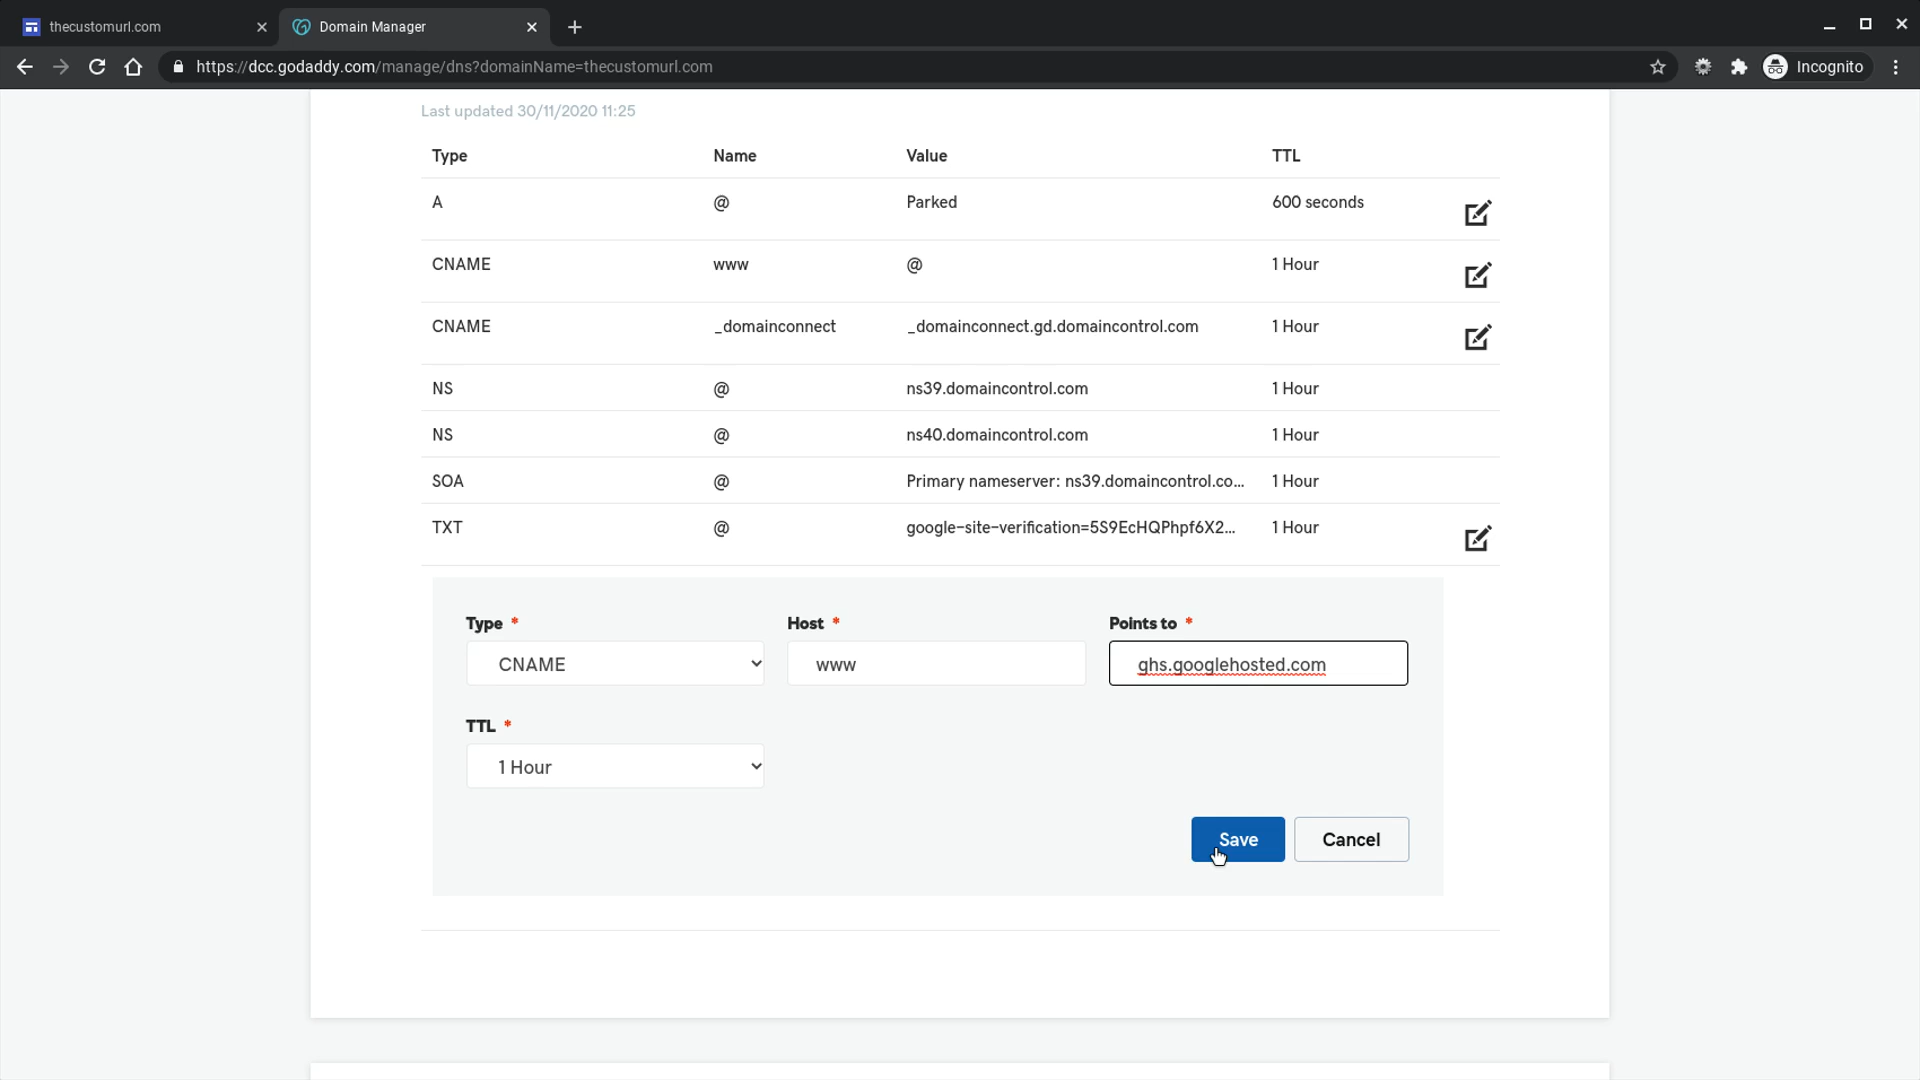 thecustomurl.com
Domain Manager
https://dcc.godaddy.com/manage/dns?domainName=thecustomurl.com
Incognito
Last updated 30/11/2020 11:25
Type Name Value TTL
A @ Parked 600 seconds
CNAME www @ 1 Hour
CNAME _domainconnect _domainconnect.gd.domaincontrol.com 1 Hour
NS @ ns39.domaincontrol.com 1 Hour
NS @ ns40.domaincontrol.com 1 Hour
SOA @ Primary nameserver: ns39.domaincontrol.co... 1 Hour
TXT @ google-site-verification=5S9EcHQPhpf6X2... 1 Hour
Type * Host * Points to *
CNAME www ghs.googlehosted.com
TTL *
1 Hour
Save Cancel